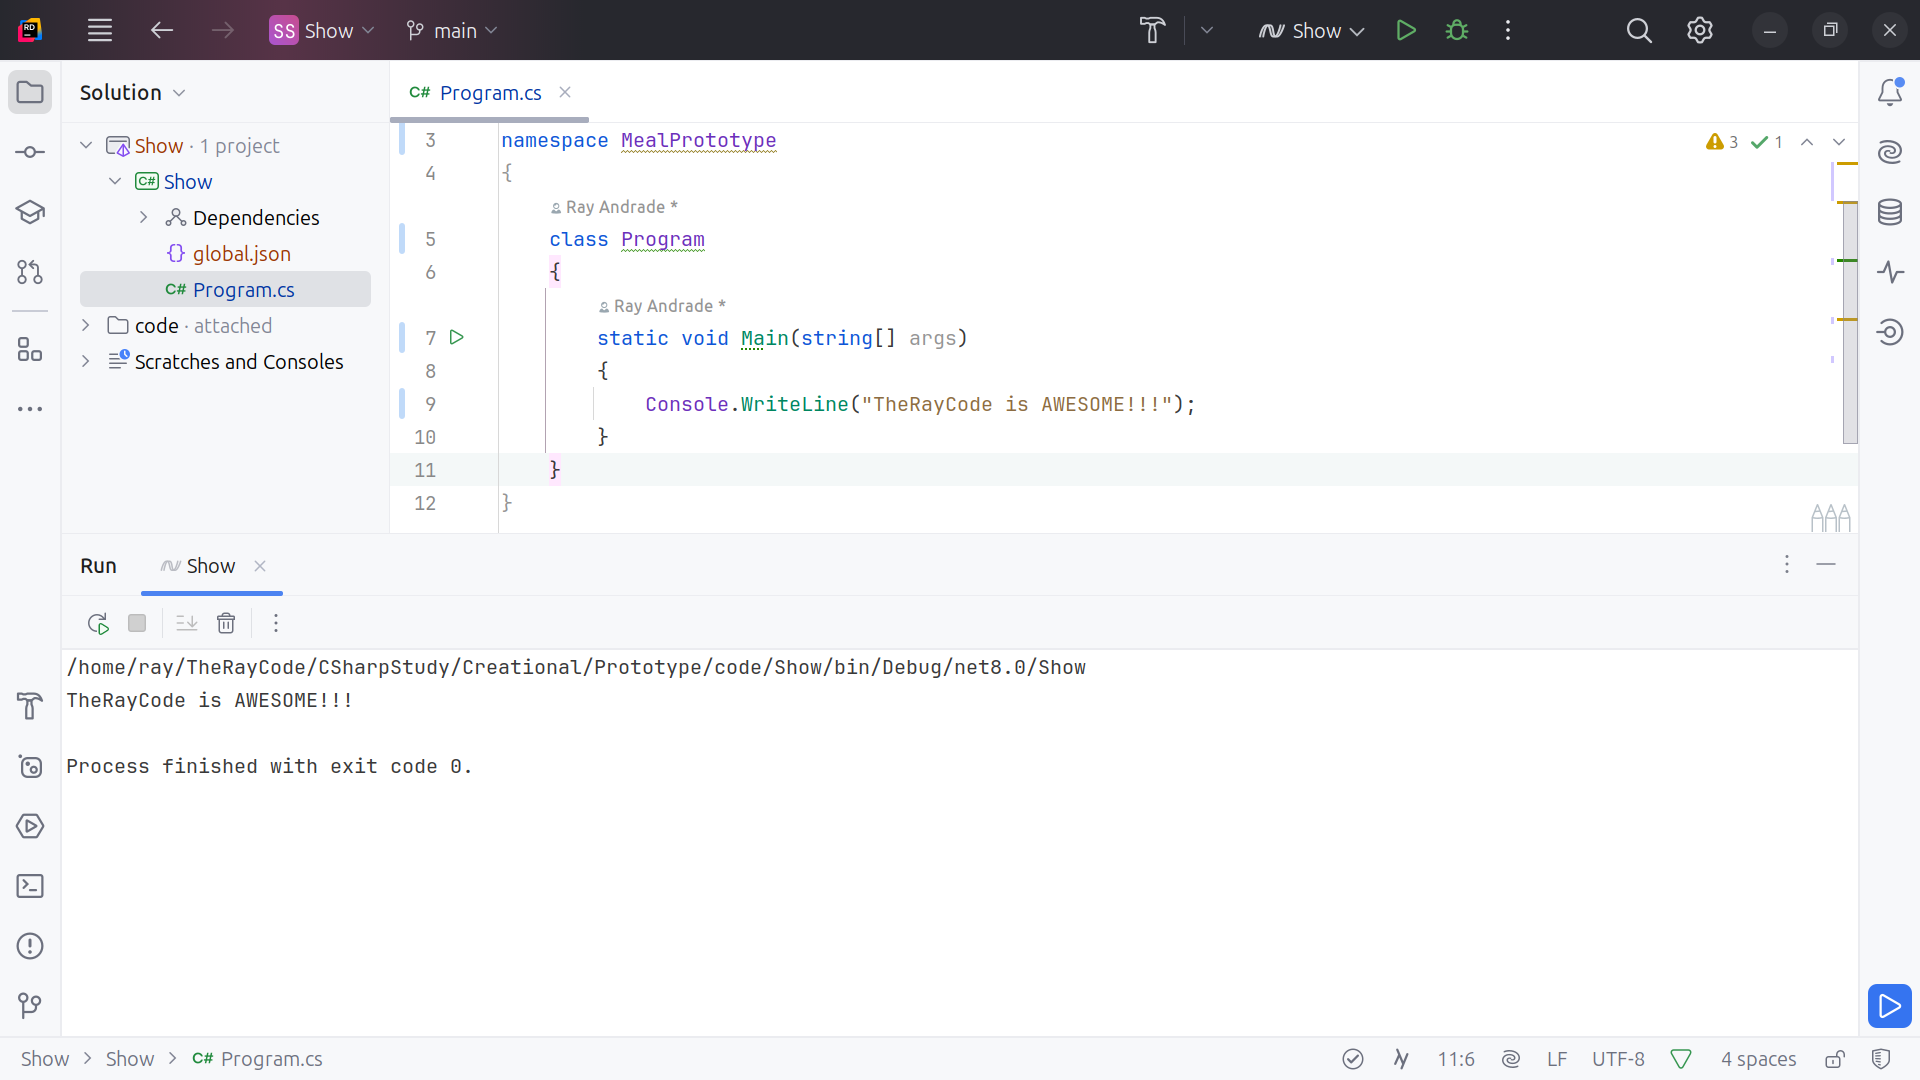 RD
SS Show
main
Show
Solution
C# Program.cs
Show · 1 project
C# Show
Dependencies
{} global.json
C# Program.cs
code · attached
Scratches and Consoles
3 namespace MealPrototype
3 1
4 {
Ray Andrade *
5 class Program
6 {
Ray Andrade *
7 static void Main(string[] args)
8 {
9 Console.WriteLine("TheRayCode is AWESOME!!!");
10 }
11 }
12 }
Run
Show
/home/ray/TheRayCode/CSharpStudy/Creational/Prototype/code/Show/bin/Debug/net8.0/Show
TheRayCode is AWESOME!!!
Process finished with exit code 0.
Show > Show > C# Program.cs
11:6
LF
UTF-8
4 spaces